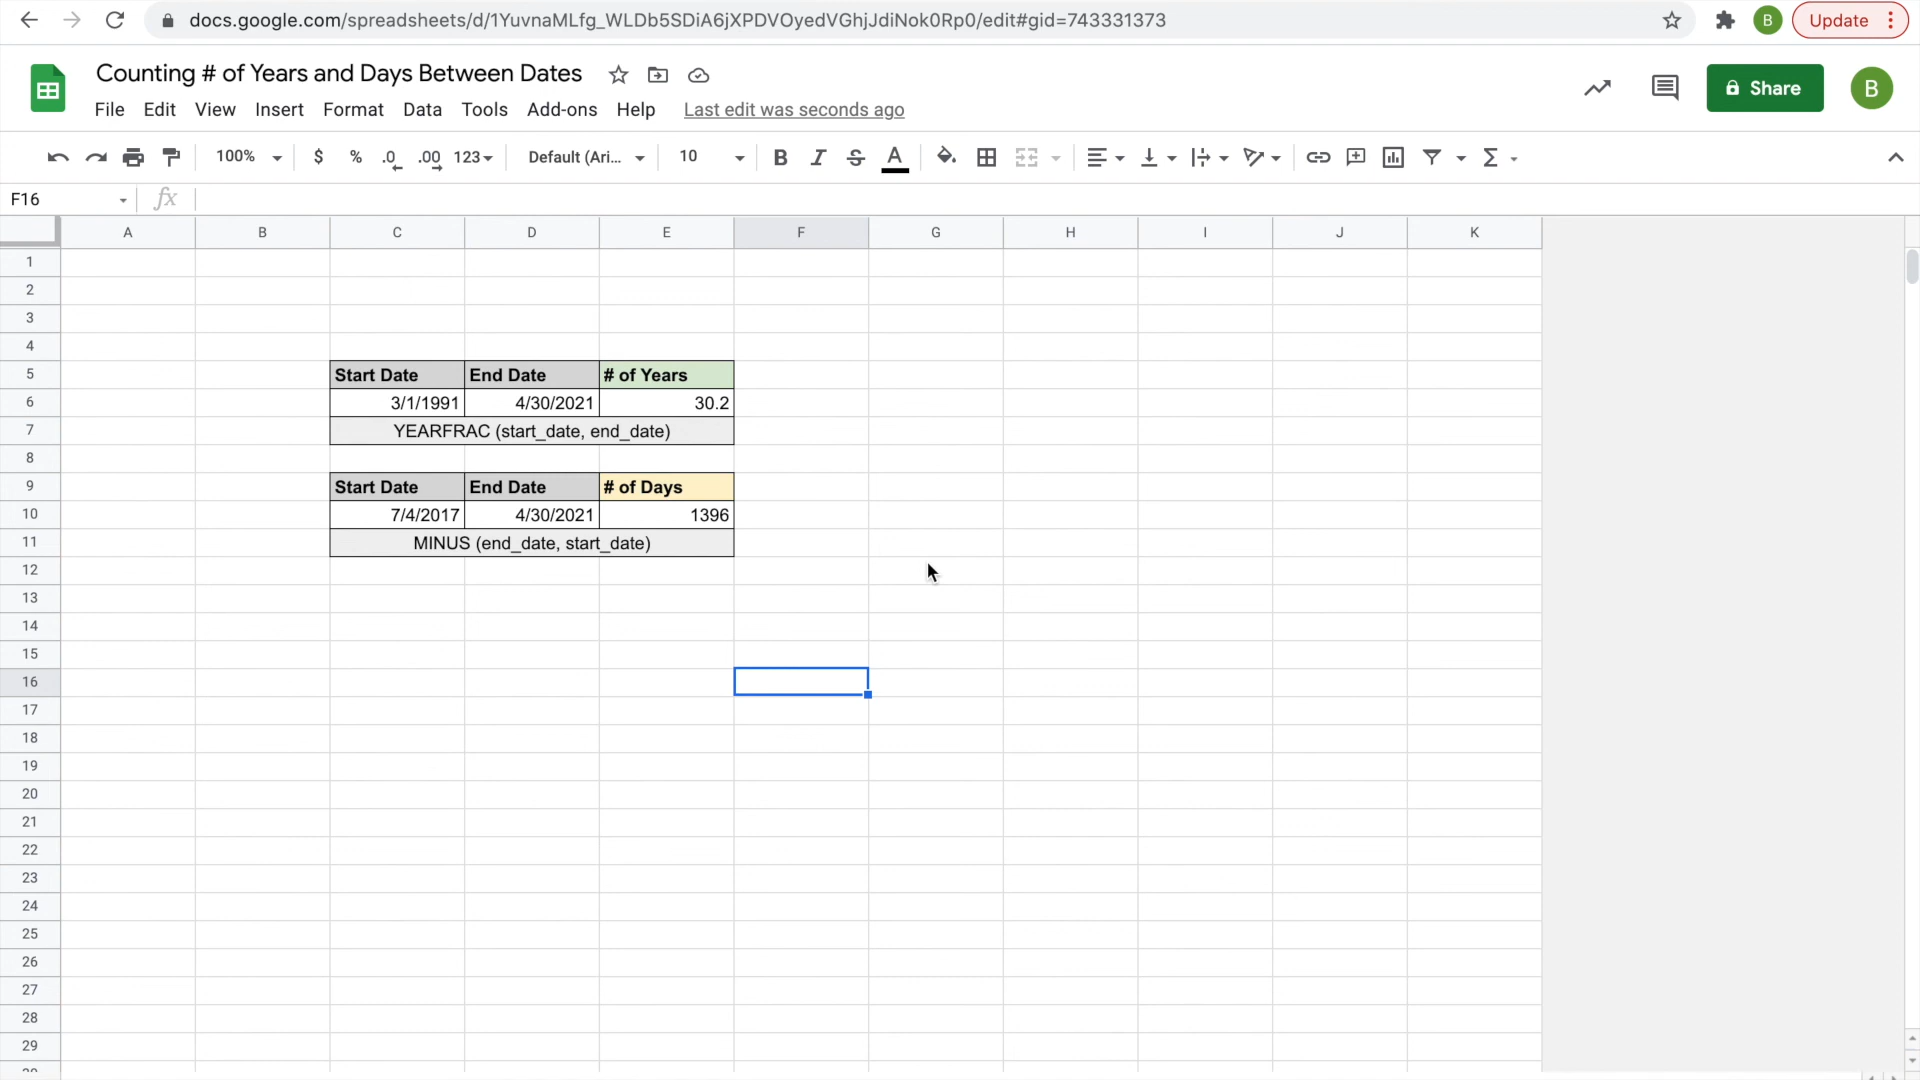 docs.google.com/spreadsheets/d/1YuvnaMLfg_WLDb5SDiA6jXPDVOyedVGhjJdiNok0Rp0/edit#gid=743331373
B
Update
Counting # of Years and Days Between Dates
File Edit View Insert Format Data Tools Add-ons Help Last edit was seconds ago
Share
B
100% $ % .0 .00 123 Default (Ari... 10 B I S A Σ
F16 fx
A B C D E F G H I J K
1
2
3
4
5 Start Date End Date # of Years
6 3/1/1991 4/30/2021 30.2
7 YEARFRAC (start_date, end_date)
8
9 Start Date End Date # of Days
10 7/4/2017 4/30/2021 1396
11 MINUS (end_date, start_date)
12
13
14
15
16
17
18
19
20
21
22
23
24
25
26
27
28
29